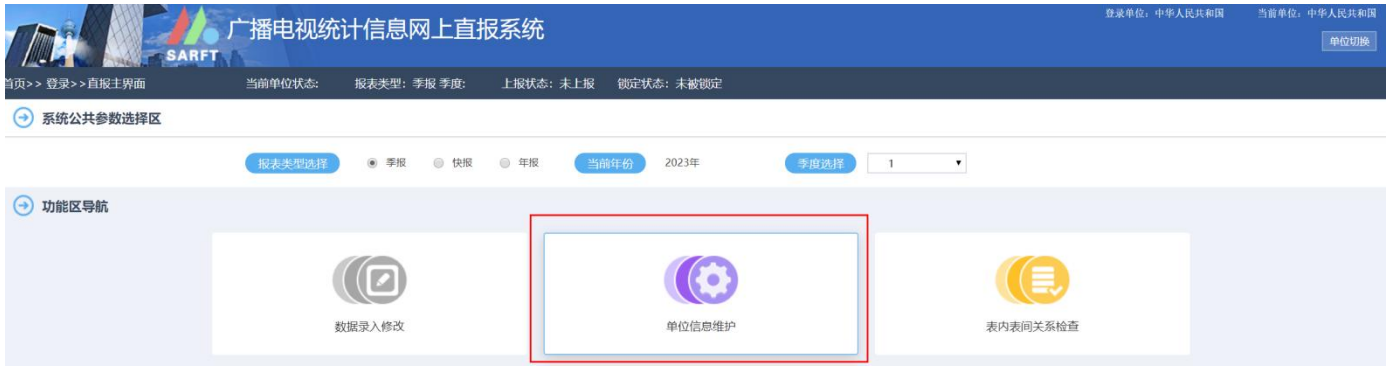 登录单位：中华人民共和国 当前单位：中华人民共和国
广播电视统计信息网上直报系统
SARFT
单位切换
首页>> 登录>>直报主界面 当前单位状态: 报表类型：季报 季度: 上报状态：未上报 锁定状态：未被锁定
系统公共参数选择区
报表类型选择 季报 快报 年报 当前年份 2023年 季度选择 1
功能区导航
数据录入修改 单位信息维护 表内表间关系检查